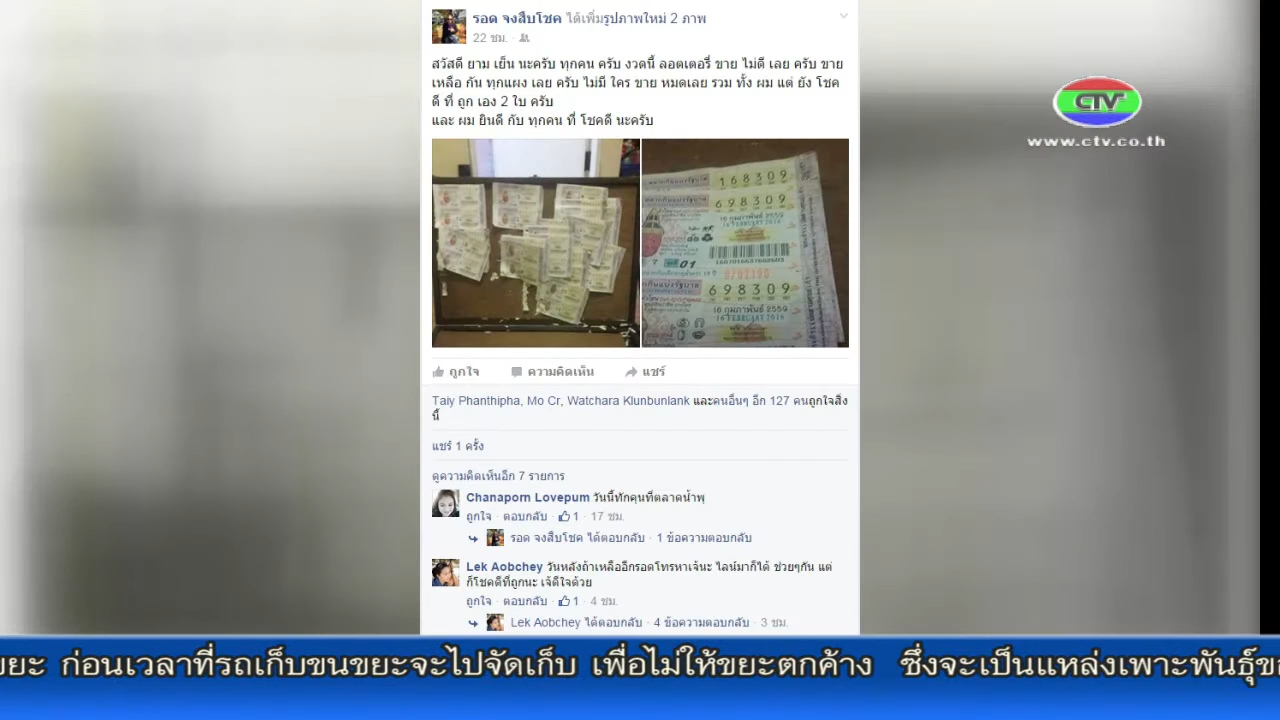 รอด จงสืบโชค ได้เพิ่มรูปภาพใหม่ 2 ภาพ
22 ชม. ·
สวัสดี ยาม เย็น นะครับ ทุกคน ครับ งวดนี้ ลอตเตอรี่ ขาย ไม่ดี เลย ครับ ขาย
เหลือ กัน ทุกแผง เลย ครับ ไม่มี ใคร ขาย หมดเลย รวม ทั้ง ผม แต่ ยัง โชค
ดี ที่ ถูก เอง 2 ใบ ครับ
และ ผม ยินดี กับ ทุกคน ที่ โชคดี นะครับ
CTV
www.ctv.co.th
168309
698309
16 กุมภาพันธ์ 2559
16 FEBRUARY 2016
01
698309
16 กุมภาพันธ์ 2559
16 FEBRUARY 2016
ถูกใจ ความคิดเห็น แชร์
Taiy Phanthipha, Mo Cr, Watchara Klunbunlank และคนอื่นๆ อีก 127 คนถูกใจสิ่ง
นี้
แชร์ 1 ครั้ง
ดูความคิดเห็นอีก 7 รายการ
Chanaporn Lovepum วันนี้ทักคุนที่ตลาดน้ำพุ
ถูกใจ · ตอบกลับ · 1 · 17 ชม.
รอด จงสืบโชค ได้ตอบกลับ · 1 ข้อความตอบกลับ
Lek Aobchey วันหลังถ้าเหลืออีกรอดโทรหาเจ้นะ ไลน์มาก็ได้ ช่วยๆกัน แต่
ก็โชคดีที่ถูกนะ เจ้ดีใจด้วย
ถูกใจ · ตอบกลับ · 1 · 4 ชม.
Lek Aobchey ได้ตอบกลับ · 4 ข้อความตอบกลับ · 3 ชม.
ขยะ ก่อนเวลาที่รถเก็บขนขยะจะไปจัดเก็บ เพื่อไม่ให้ขยะตกค้าง ซึ่งจะเป็นแหล่งเพาะพันธุ์ขอ